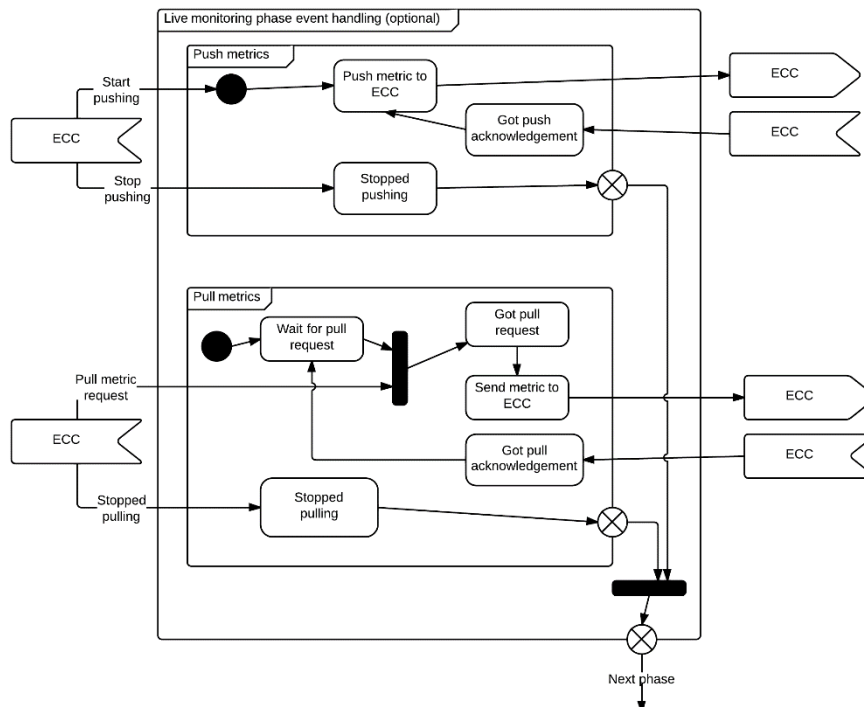 Live monitoring phase event handling (optional)
Push metrics
Start
pushing
Push metric to
ECC
ECC
Got push
acknowledgement
ECC
ECC
Stop
pushing
Stopped
pushing
Pull metrics
Wait for pull
request
Got pull
request
Pull metric
request
Send metric to
ECC
ECC
ECC
Got pull
acknowledgement
ECC
Stopped
pulling
Stopped
pulling
Next phase